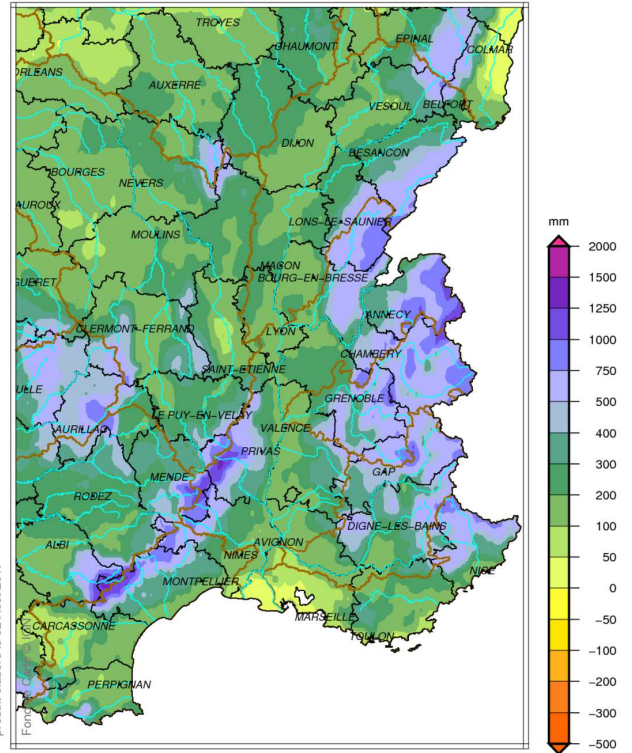 TROYES
CHAUMONT
EPINAL
COLMAR
ORLEANS
AUXERRE
VESOUL
BELFORT
DIJON
BESANCON
BOURGES
NEVERS
AUROUX
LONS-LE-SAUNIER
MOULINS
MACON
BOURG-EN-BRESSE
GUERET
ANNECY
CLERMONT-FERRAND
LYON
CHAMBERY
SAINT-ETIENNE
ULLE
GRENOBLE
LE PUY-EN-VELAY
AURILLAC
VALENCE
PRIVAS
MENDE
GAP
RODEZ
DIGNE-LES-BAINS
ALBI
AVIGNON
NIMES
NICE
MONTPELLIER
MARSEILLE
CARCASSONNE
TOULON
PERPIGNAN
mm
2000
1500
1250
1000
750
500
400
300
200
100
50
0
-50
-100
-200
-300
-500